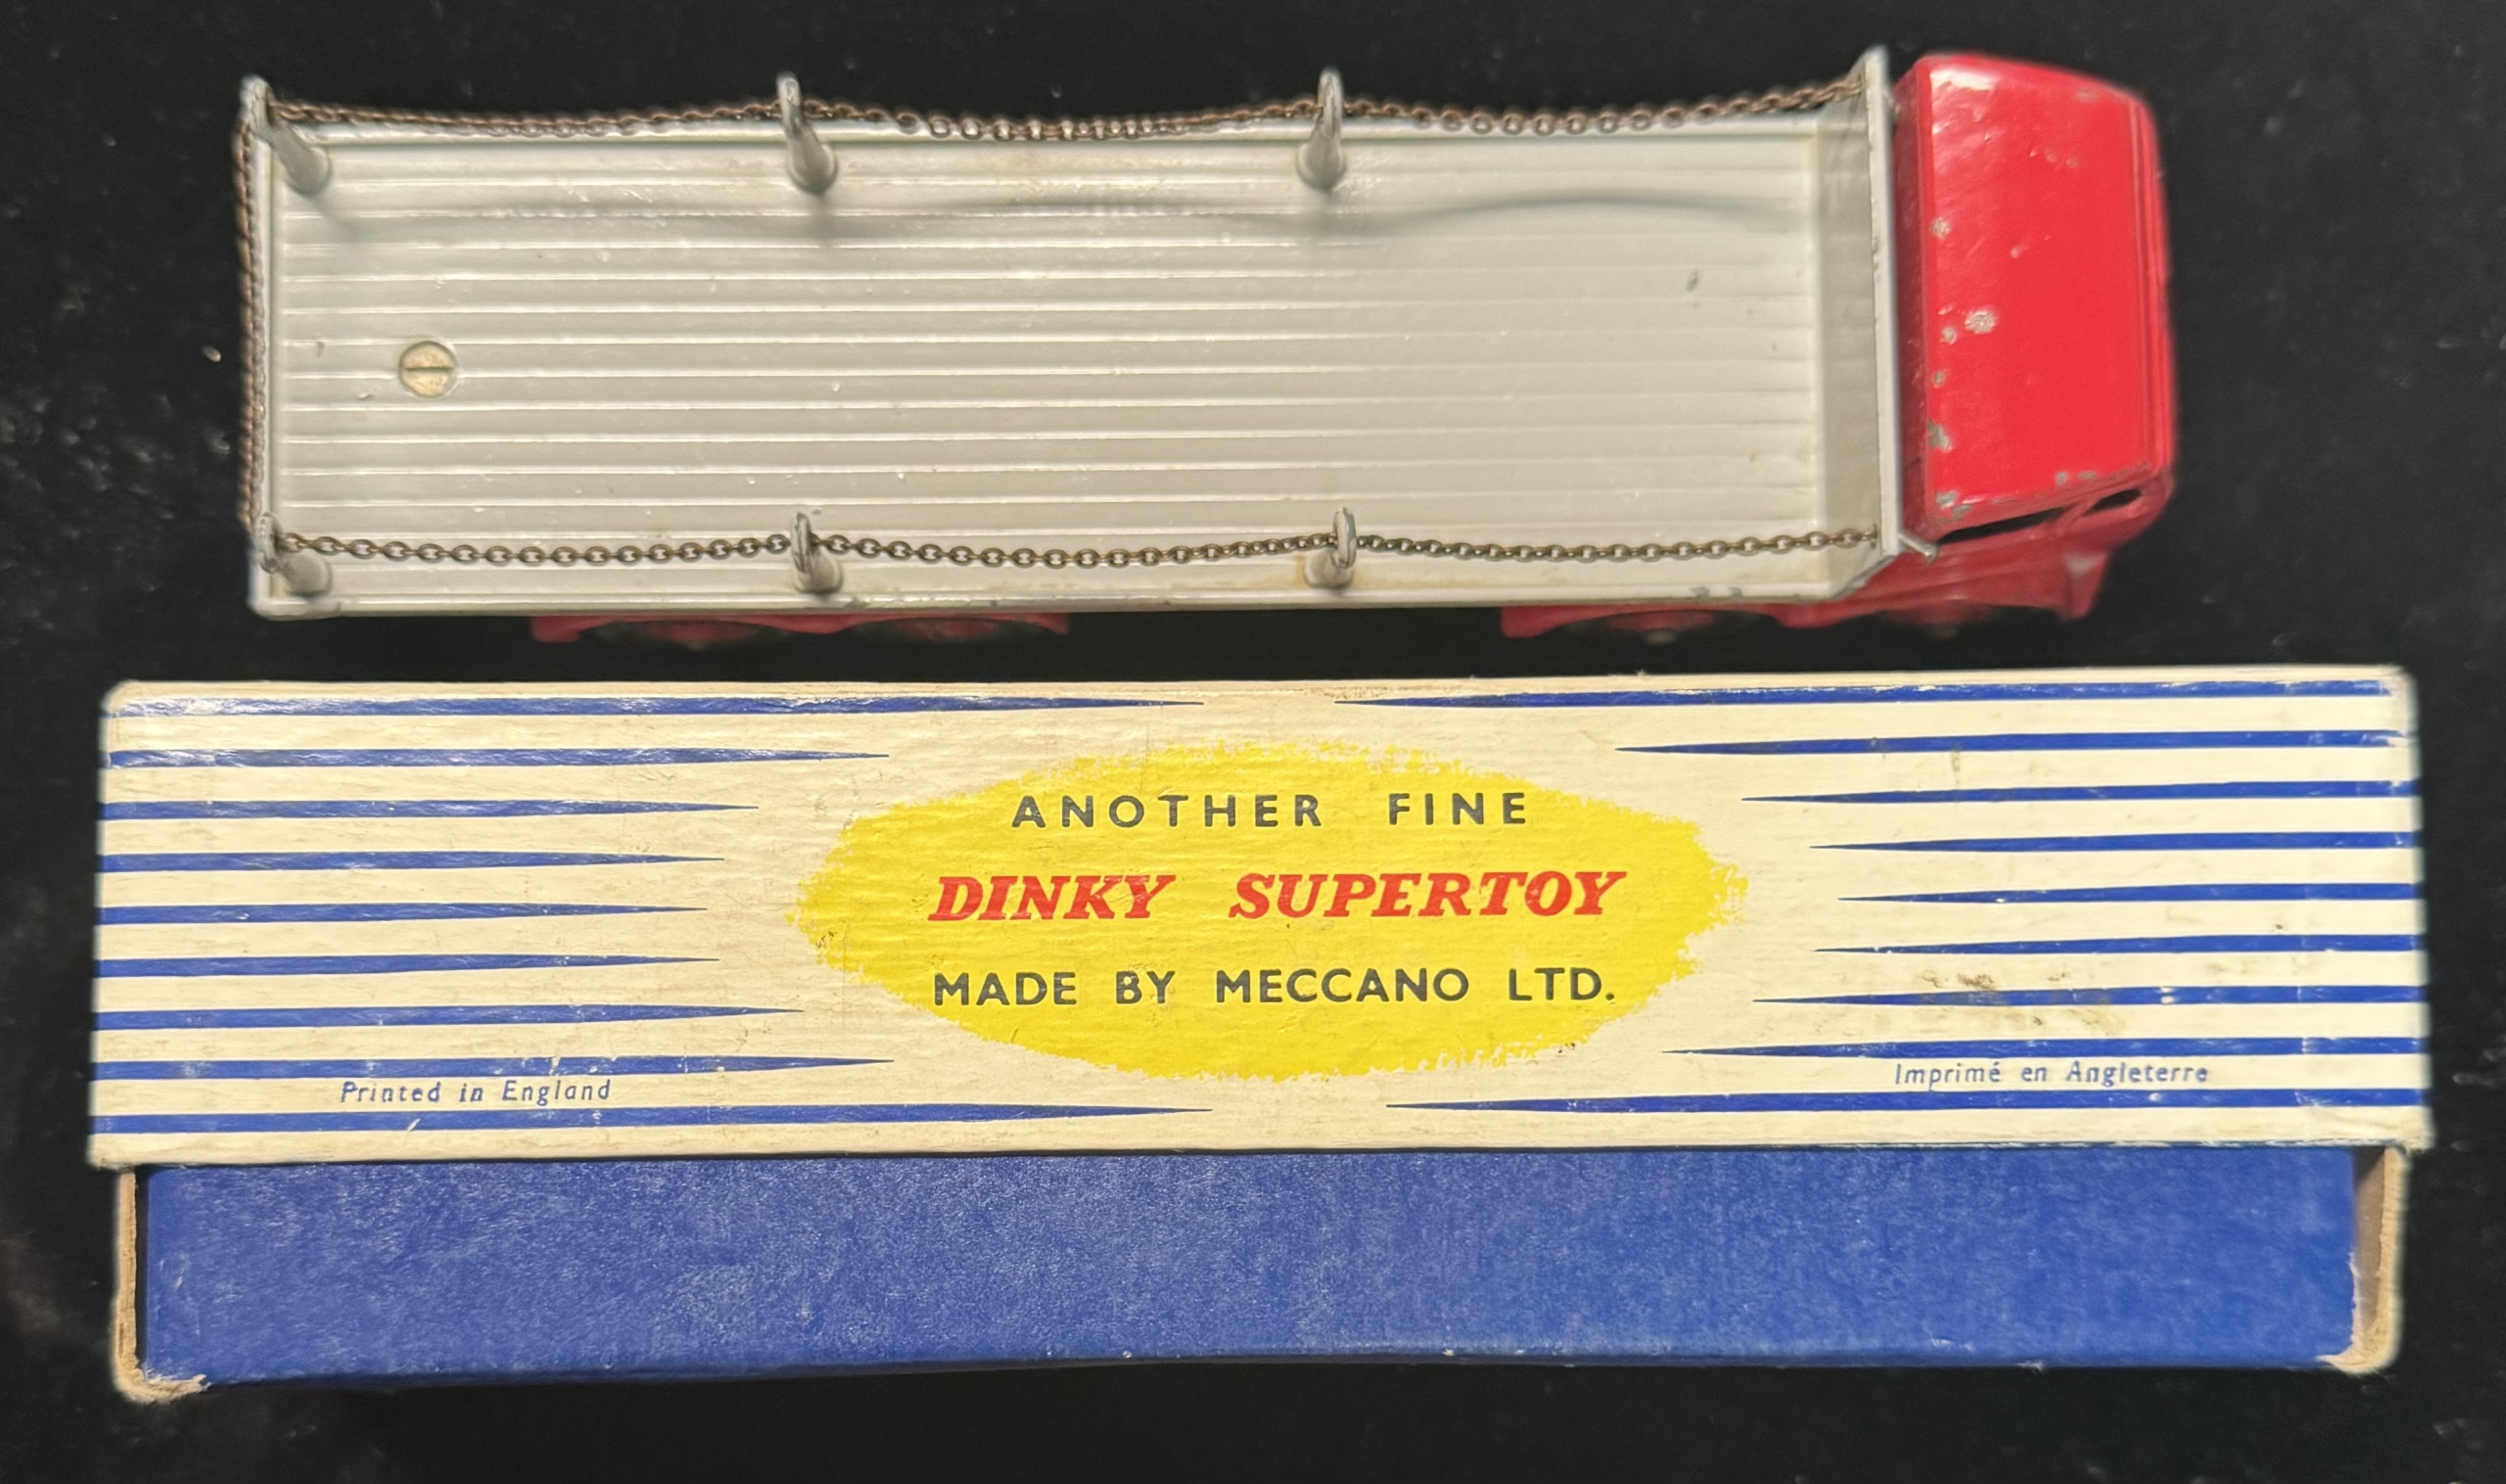 ANOTHER FINE
DINKY SUPERTOY
MADE BY MECCANO LTD.
Printed in England
Imprimé en Angleterre